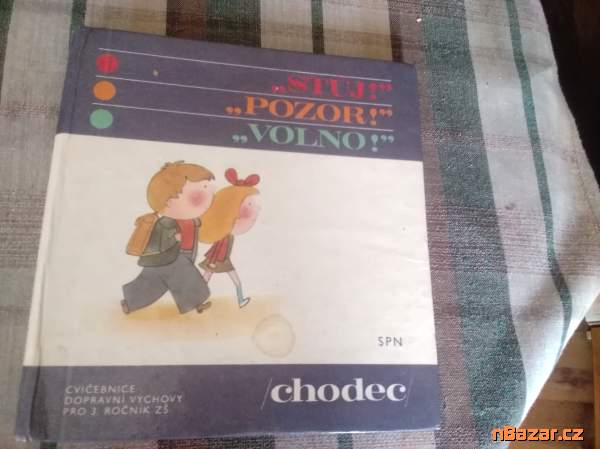 „STŮJ!”
„POZOR!”
„VOLNO!”
SPN
CVIČEBNICE
DOPRAVNÍ VÝCHOVY
PRO 3. ROČNÍK ZŠ
/chodec/
nBazar.cz